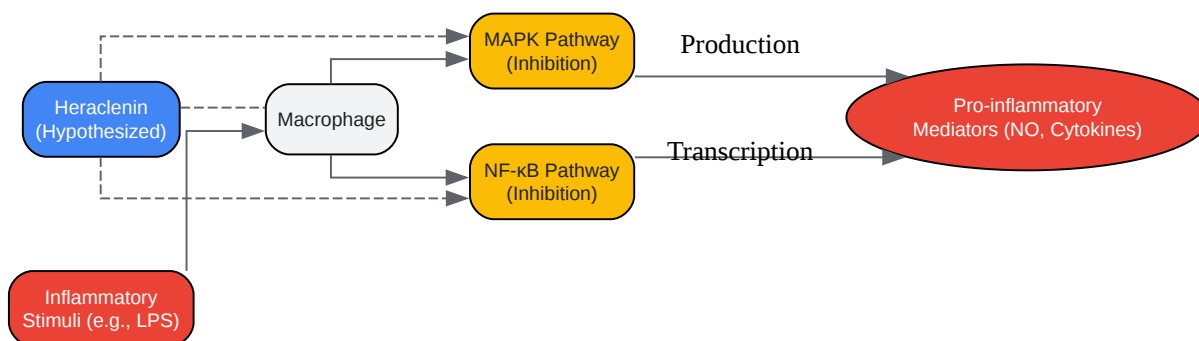 MAPK Pathway
(Inhibition)
Production
Heraclenin
(Hypothesized)
Macrophage
Pro-inflammatory
Mediators (NO, Cytokines)
NF-κB Pathway
(Inhibition)
Transcription
Inflammatory
Stimuli (e.g., LPS)